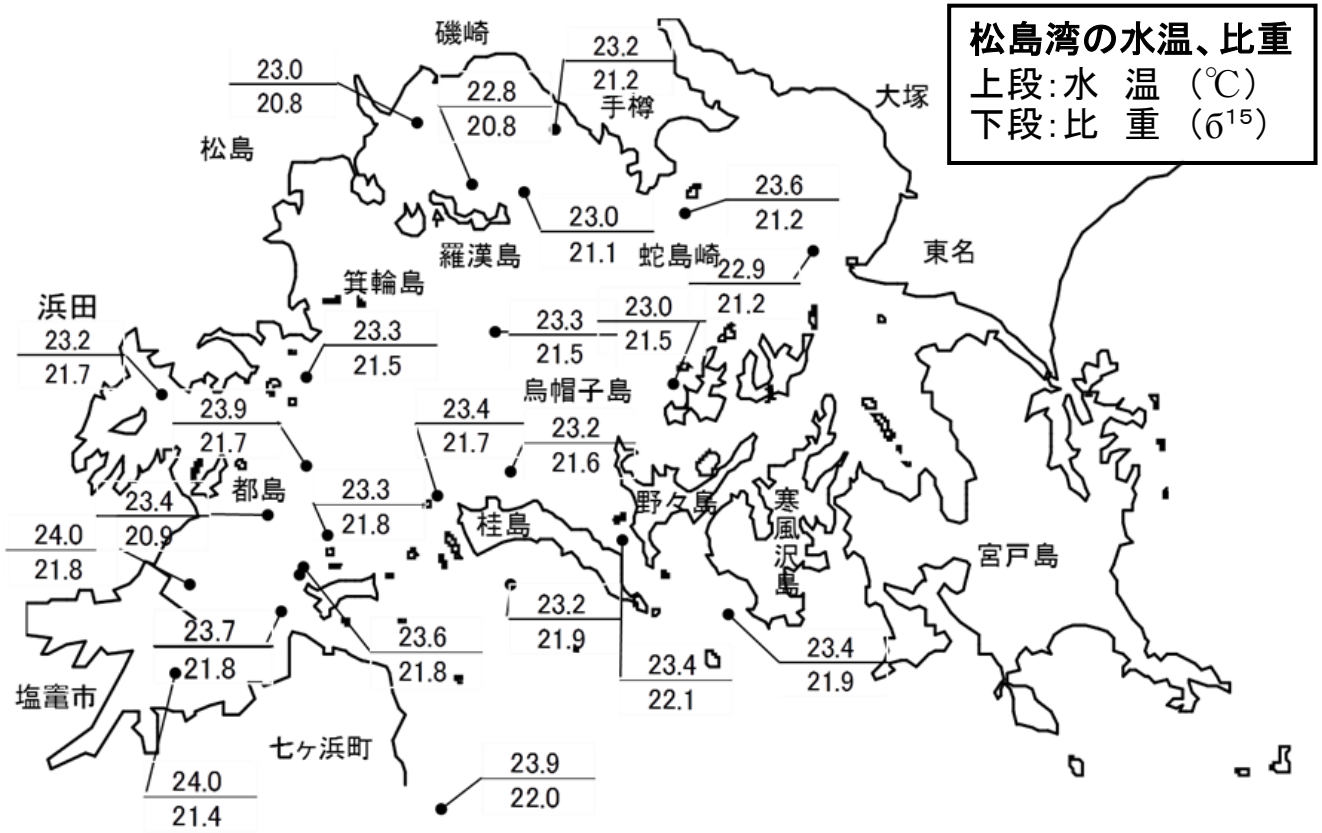 松島湾の水温、比重
上段:水 温 (℃)
下段:比 重 (б¹⁵)
磯崎
23.2
21.2
手樽
大塚
23.0
20.8
22.8
20.8
松島
23.6
21.2
23.0
21.1
羅漢島
蛇島崎
東名
22.9
21.2
箕輪島
浜田
23.2
21.7
23.3
21.5
23.3
21.5
23.0
21.5
烏帽子島
23.9
21.7
23.4
21.7
23.2
21.6
都島
23.4
20.9
23.3
21.8
桂島
野々島
寒風沢島
宮戸島
24.0
21.8
23.7
21.8
23.6
21.8
23.2
21.9
23.4
22.1
23.4
21.9
塩竈市
七ヶ浜町
24.0
21.4
23.9
22.0